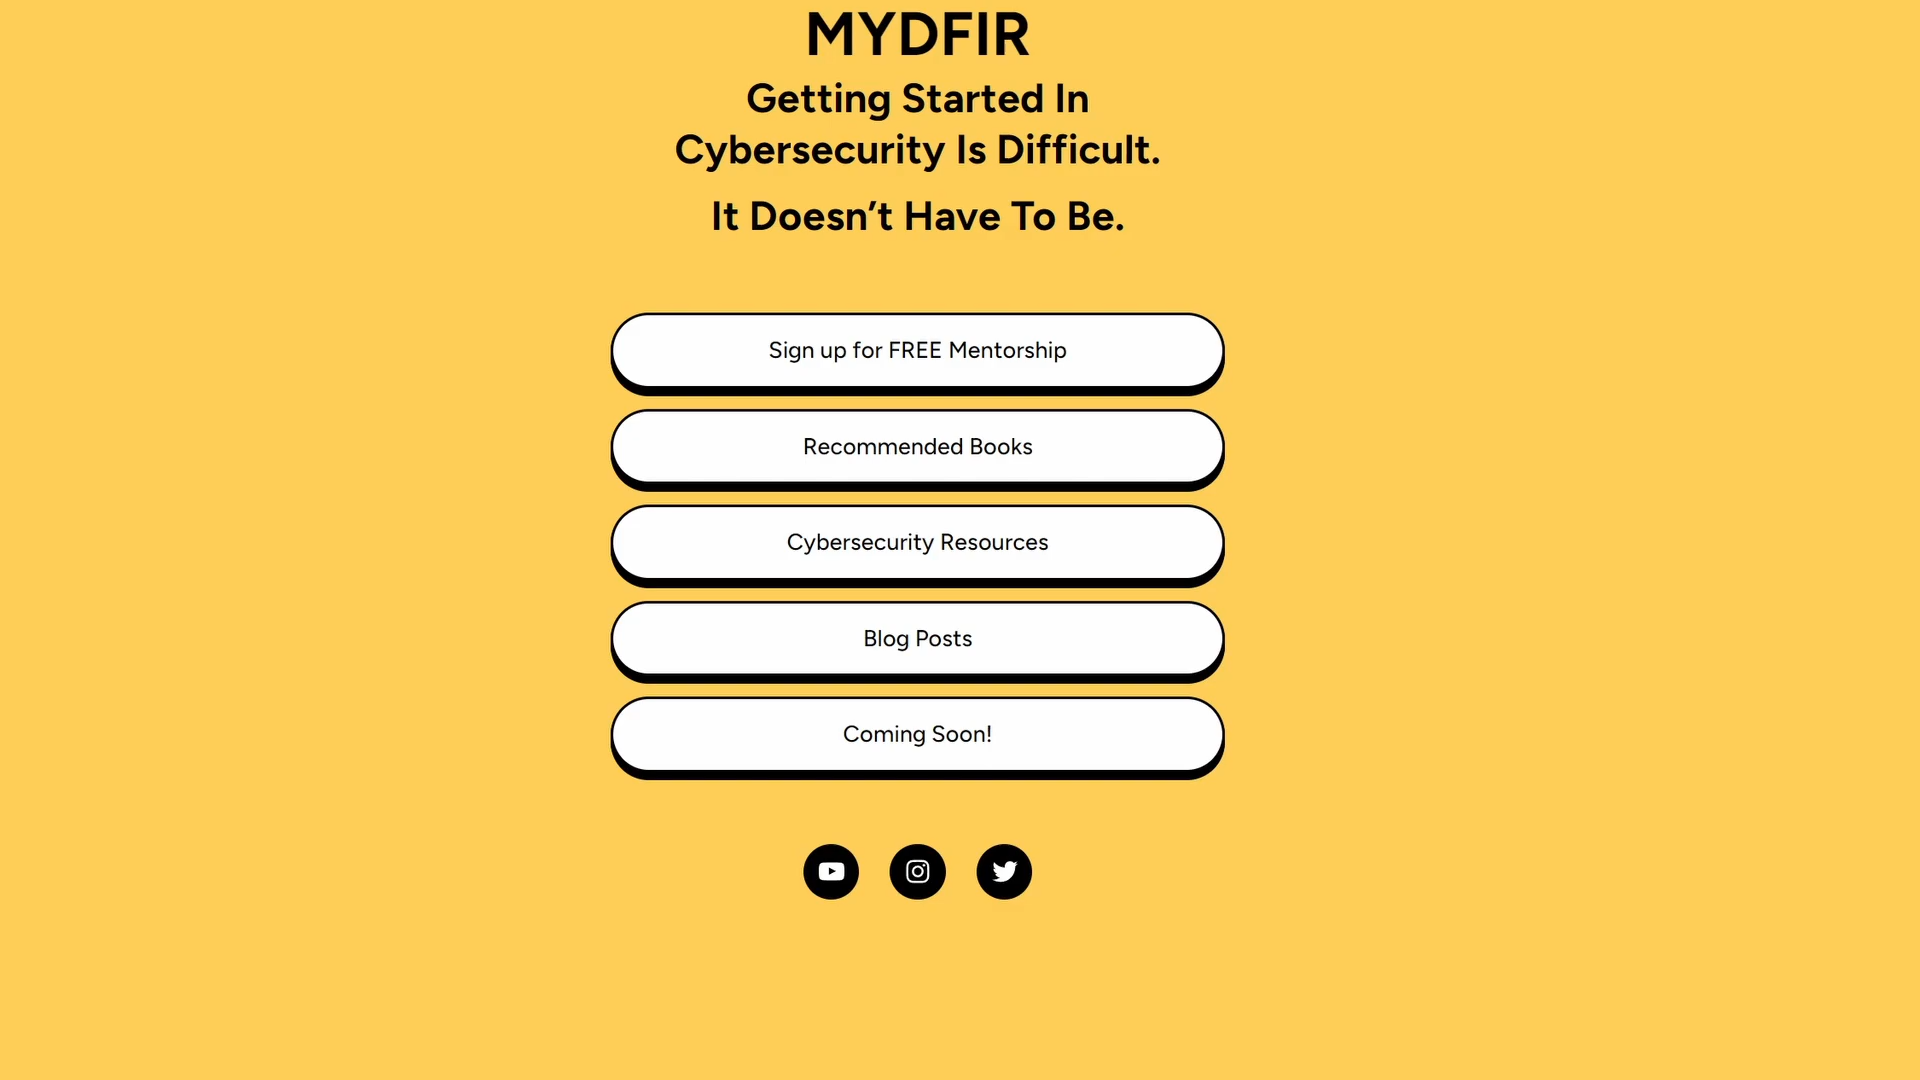 MYDFIR
Getting Started In
Cybersecurity Is Difficult.
It Doesn’t Have To Be.
Sign up for FREE Mentorship
Recommended Books
Cybersecurity Resources
Blog Posts
Coming Soon!